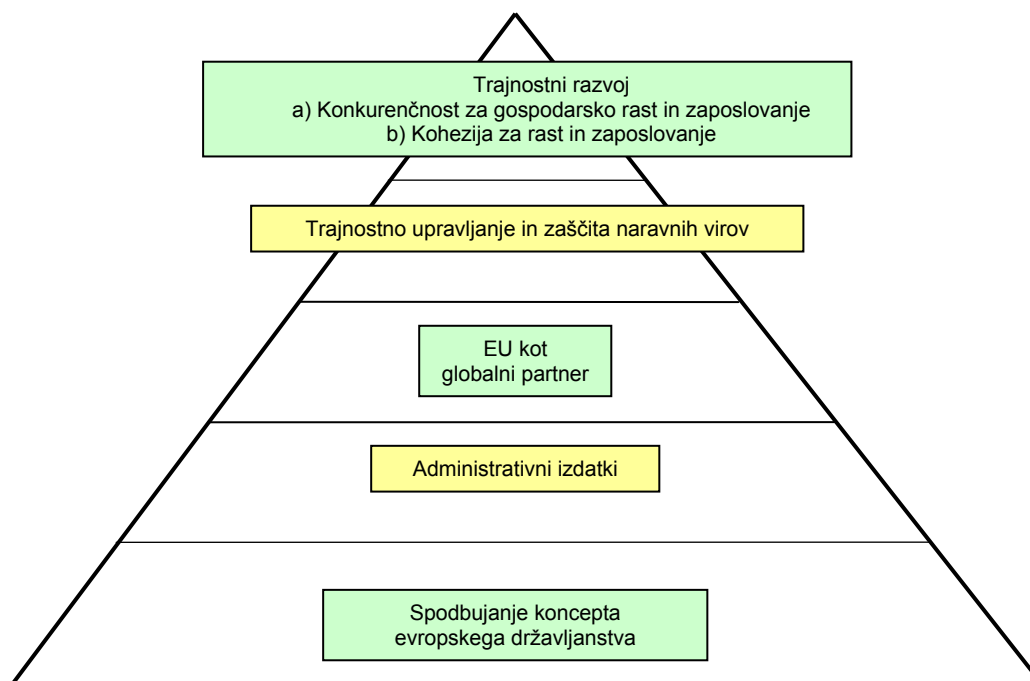 Trajnostni razvoj
a) Konkurenčnost za gospodarsko rast in zaposlovanje
b) Kohezija za rast in zaposlovanje
Trajnostno upravljanje in zaščita naravnih virov
EU kot
globalni partner
Administrativni izdatki
Spodbujanje koncepta
evropskega državljanstva